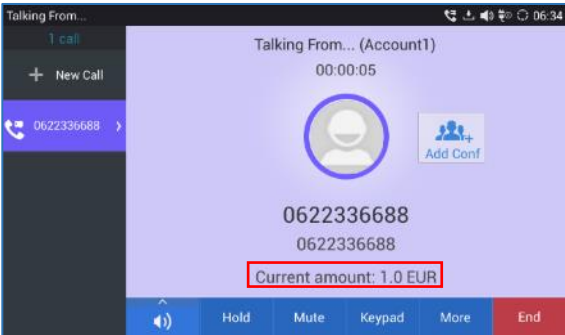 Talking From...
06:34
1 call
New Call
0622336688
Talking From... (Account1)
00:00:05
Add Conf
0622336688
0622336688
Current amount: 1.0 EUR
Hold
Mute
Keypad
More
End